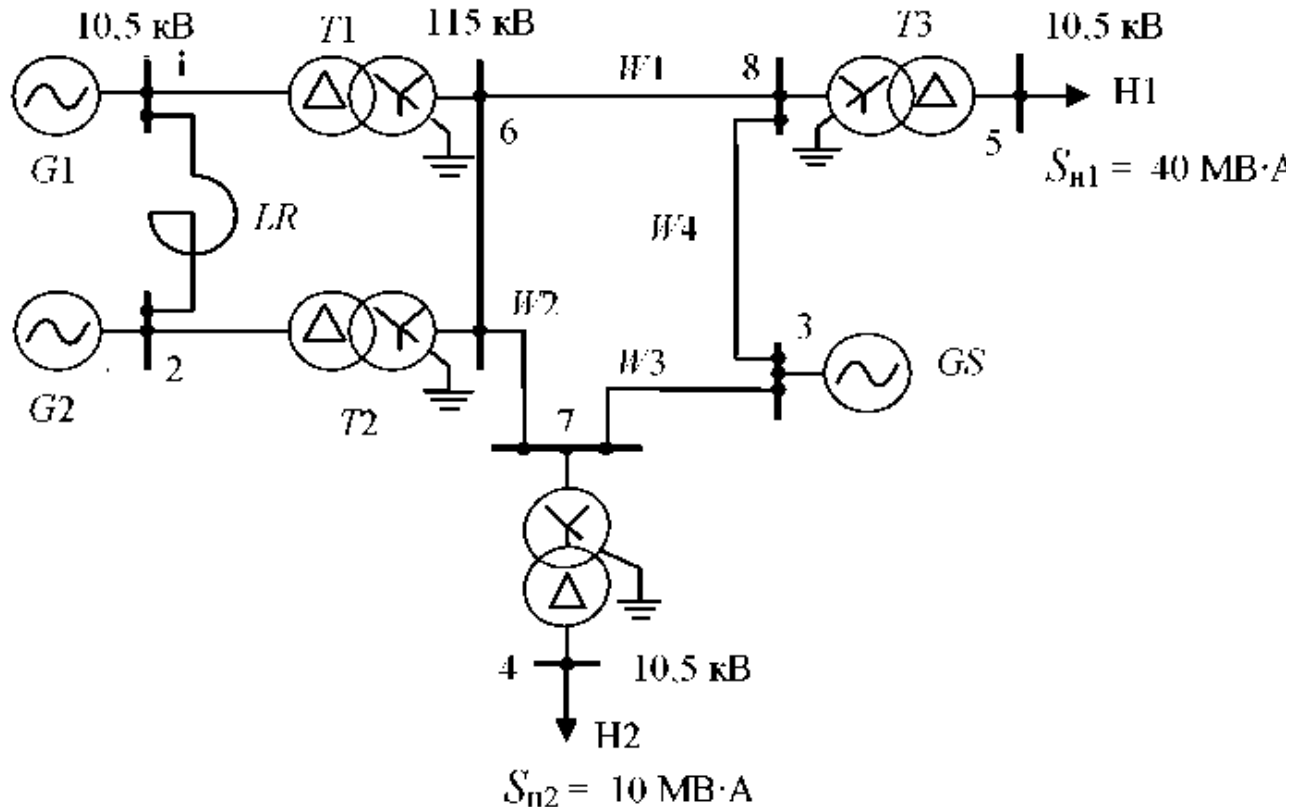 10,5 кВ
T1
115 кВ
T3
10,5 кВ
1
W1
8
H1
6
5
G1
LR
Sн1 = 40 МВ·А
W4
W2
3
2
W3
GS
G2
T2
7
4
10,5 кВ
H2
Sн2 = 10 МВ·А